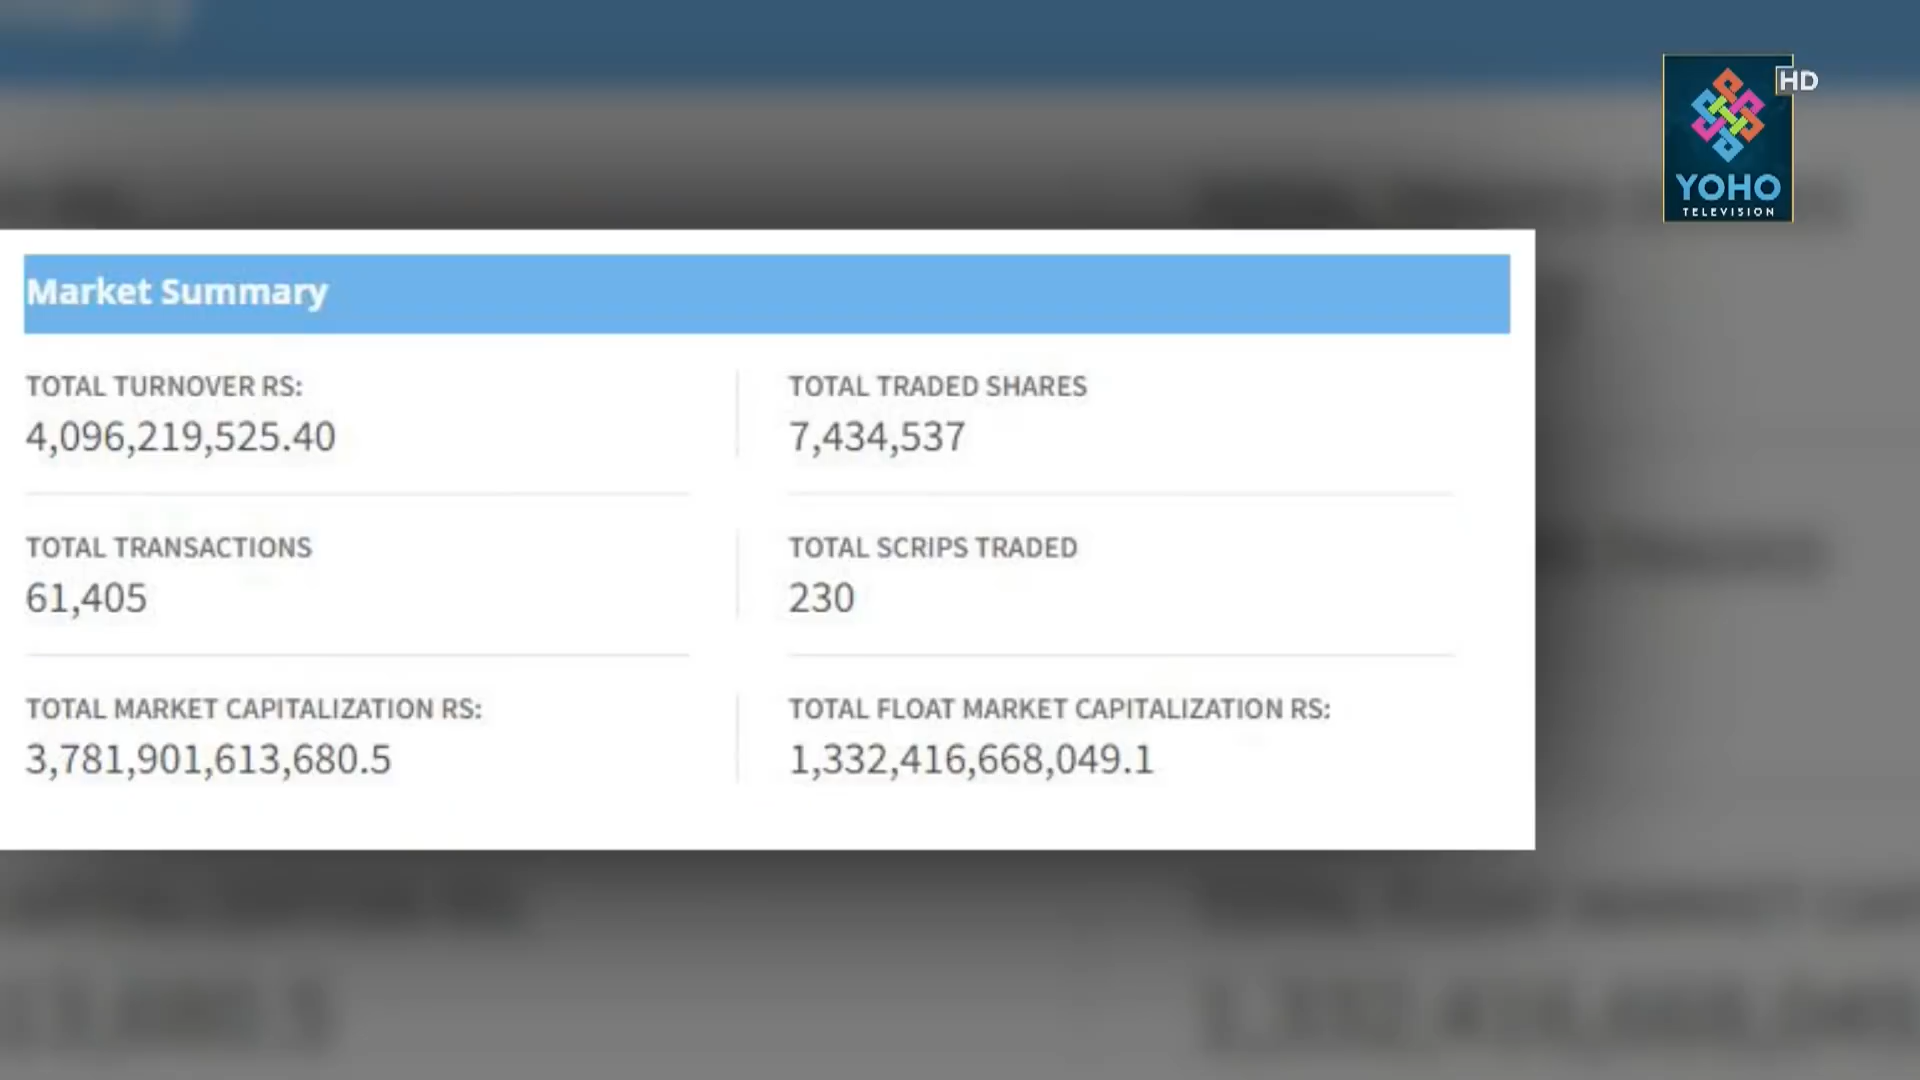 HD
YOHO
TELEVISION
Market Summary
TOTAL TURNOVER RS:
4,096,219,525.40
TOTAL TRADED SHARES
7,434,537
TOTAL TRANSACTIONS
61,405
TOTAL SCRIPS TRADED
230
TOTAL MARKET CAPITALIZATION RS:
3,781,901,613,680.5
TOTAL FLOAT MARKET CAPITALIZATION RS:
1,332,416,668,049.1